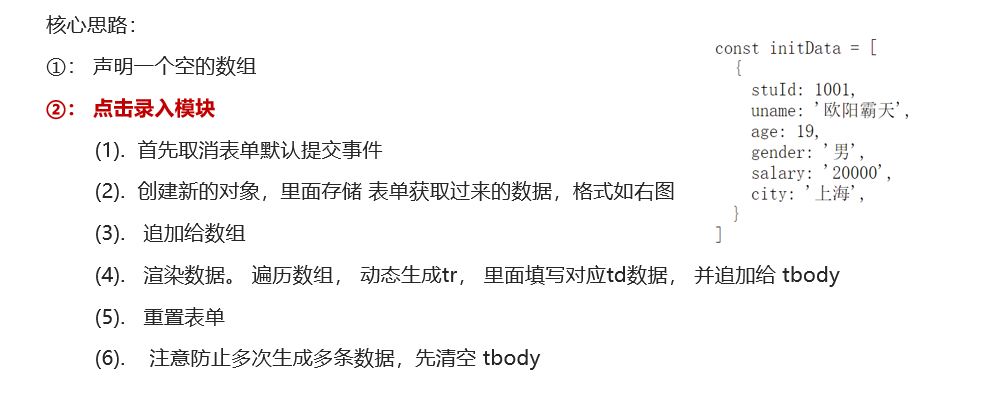 核心思路：
①： 声明一个空的数组
②： 点击录入模块
(1). 首先取消表单默认提交事件
(2). 创建新的对象，里面存储 表单获取过来的数据，格式如右图
(3). 追加给数组
(4). 渲染数据。 遍历数组， 动态生成tr， 里面填写对应td数据， 并追加给 tbody
(5). 重置表单
(6). 注意防止多次生成多条数据，先清空 tbody
const initData = [
{
stuId: 1001,
uname: '欧阳霸天',
age: 19,
gender: '男',
salary: '20000',
city: '上海',
}
]